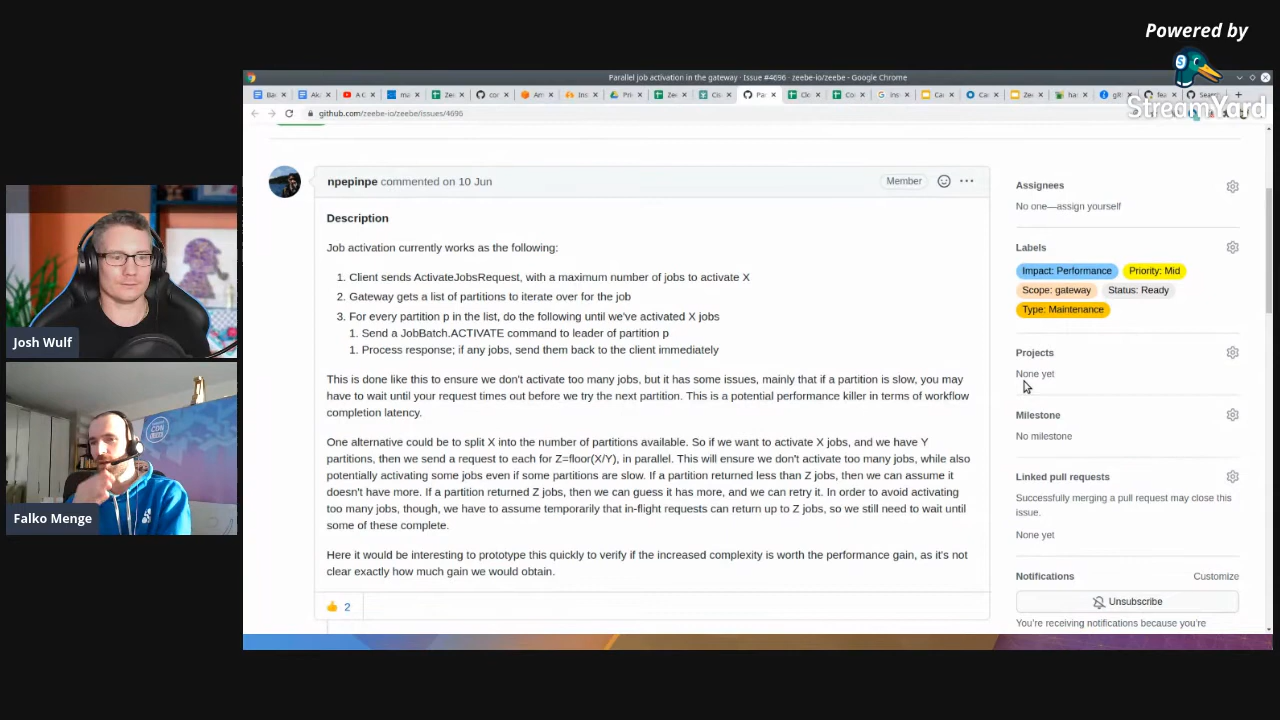 Powered by
StreamYard
Parallel job activation in the gateway · Issue #4696 · zeebe-io/zeebe - Google Chrome
github.com/zeebe-io/zeebe/issues/4696
npepinpe commented on 10 Jun
Member
Description
Job activation currently works as the following:
1. Client sends ActivateJobsRequest, with a maximum number of jobs to activate X
2. Gateway gets a list of partitions to iterate over for the job
3. For every partition p in the list, do the following until we've activated X jobs
1. Send a JobBatch.ACTIVATE command to leader of partition p
1. Process response; if any jobs, send them back to the client immediately
This is done like this to ensure we don't activate too many jobs, but it has some issues, mainly that if a partition is slow, you may
have to wait until your request times out before we try the next partition. This is a potential performance killer in terms of workflow
completion latency.
One alternative could be to split X into the number of partitions available. So if we want to activate X jobs, and we have Y
partitions, then we send a request to each for Z=floor(X/Y), in parallel. This will ensure we don't activate too many jobs, while also
potentially activating some jobs even if some partitions are slow. If a partition returned less than Z jobs, then we can assume it
doesn't have more. If a partition returned Z jobs, then we can guess it has more, and we can retry it. In order to avoid activating
too many jobs, though, we have to assume temporarily that in-flight requests can return up to Z jobs, so we still need to wait until
some of these complete.
Here it would be interesting to prototype this quickly to verify if the increased complexity is worth the performance gain, as it's not
clear exactly how much gain we would obtain.
2
Assignees
No one—assign yourself
Labels
Impact: Performance
Priority: Mid
Scope: gateway
Status: Ready
Type: Maintenance
Projects
None yet
Milestone
No milestone
Linked pull requests
Successfully merging a pull request may close this
issue.
None yet
Notifications
Customize
Unsubscribe
You're receiving notifications because you're
Josh Wulf
Falko Menge